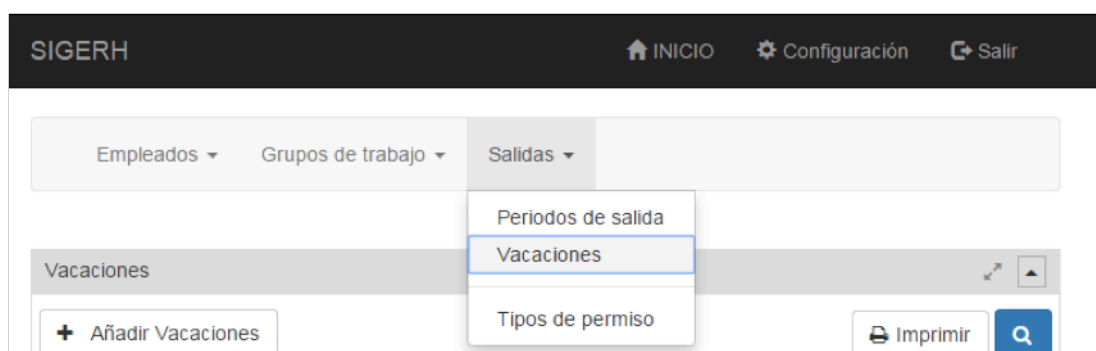 SIGERH INICIO Configuración Salir
Empleados Grupos de trabajo Salidas
Periodos de salida
Vacaciones
Tipos de permiso
Vacaciones
Añadir Vacaciones Imprimir